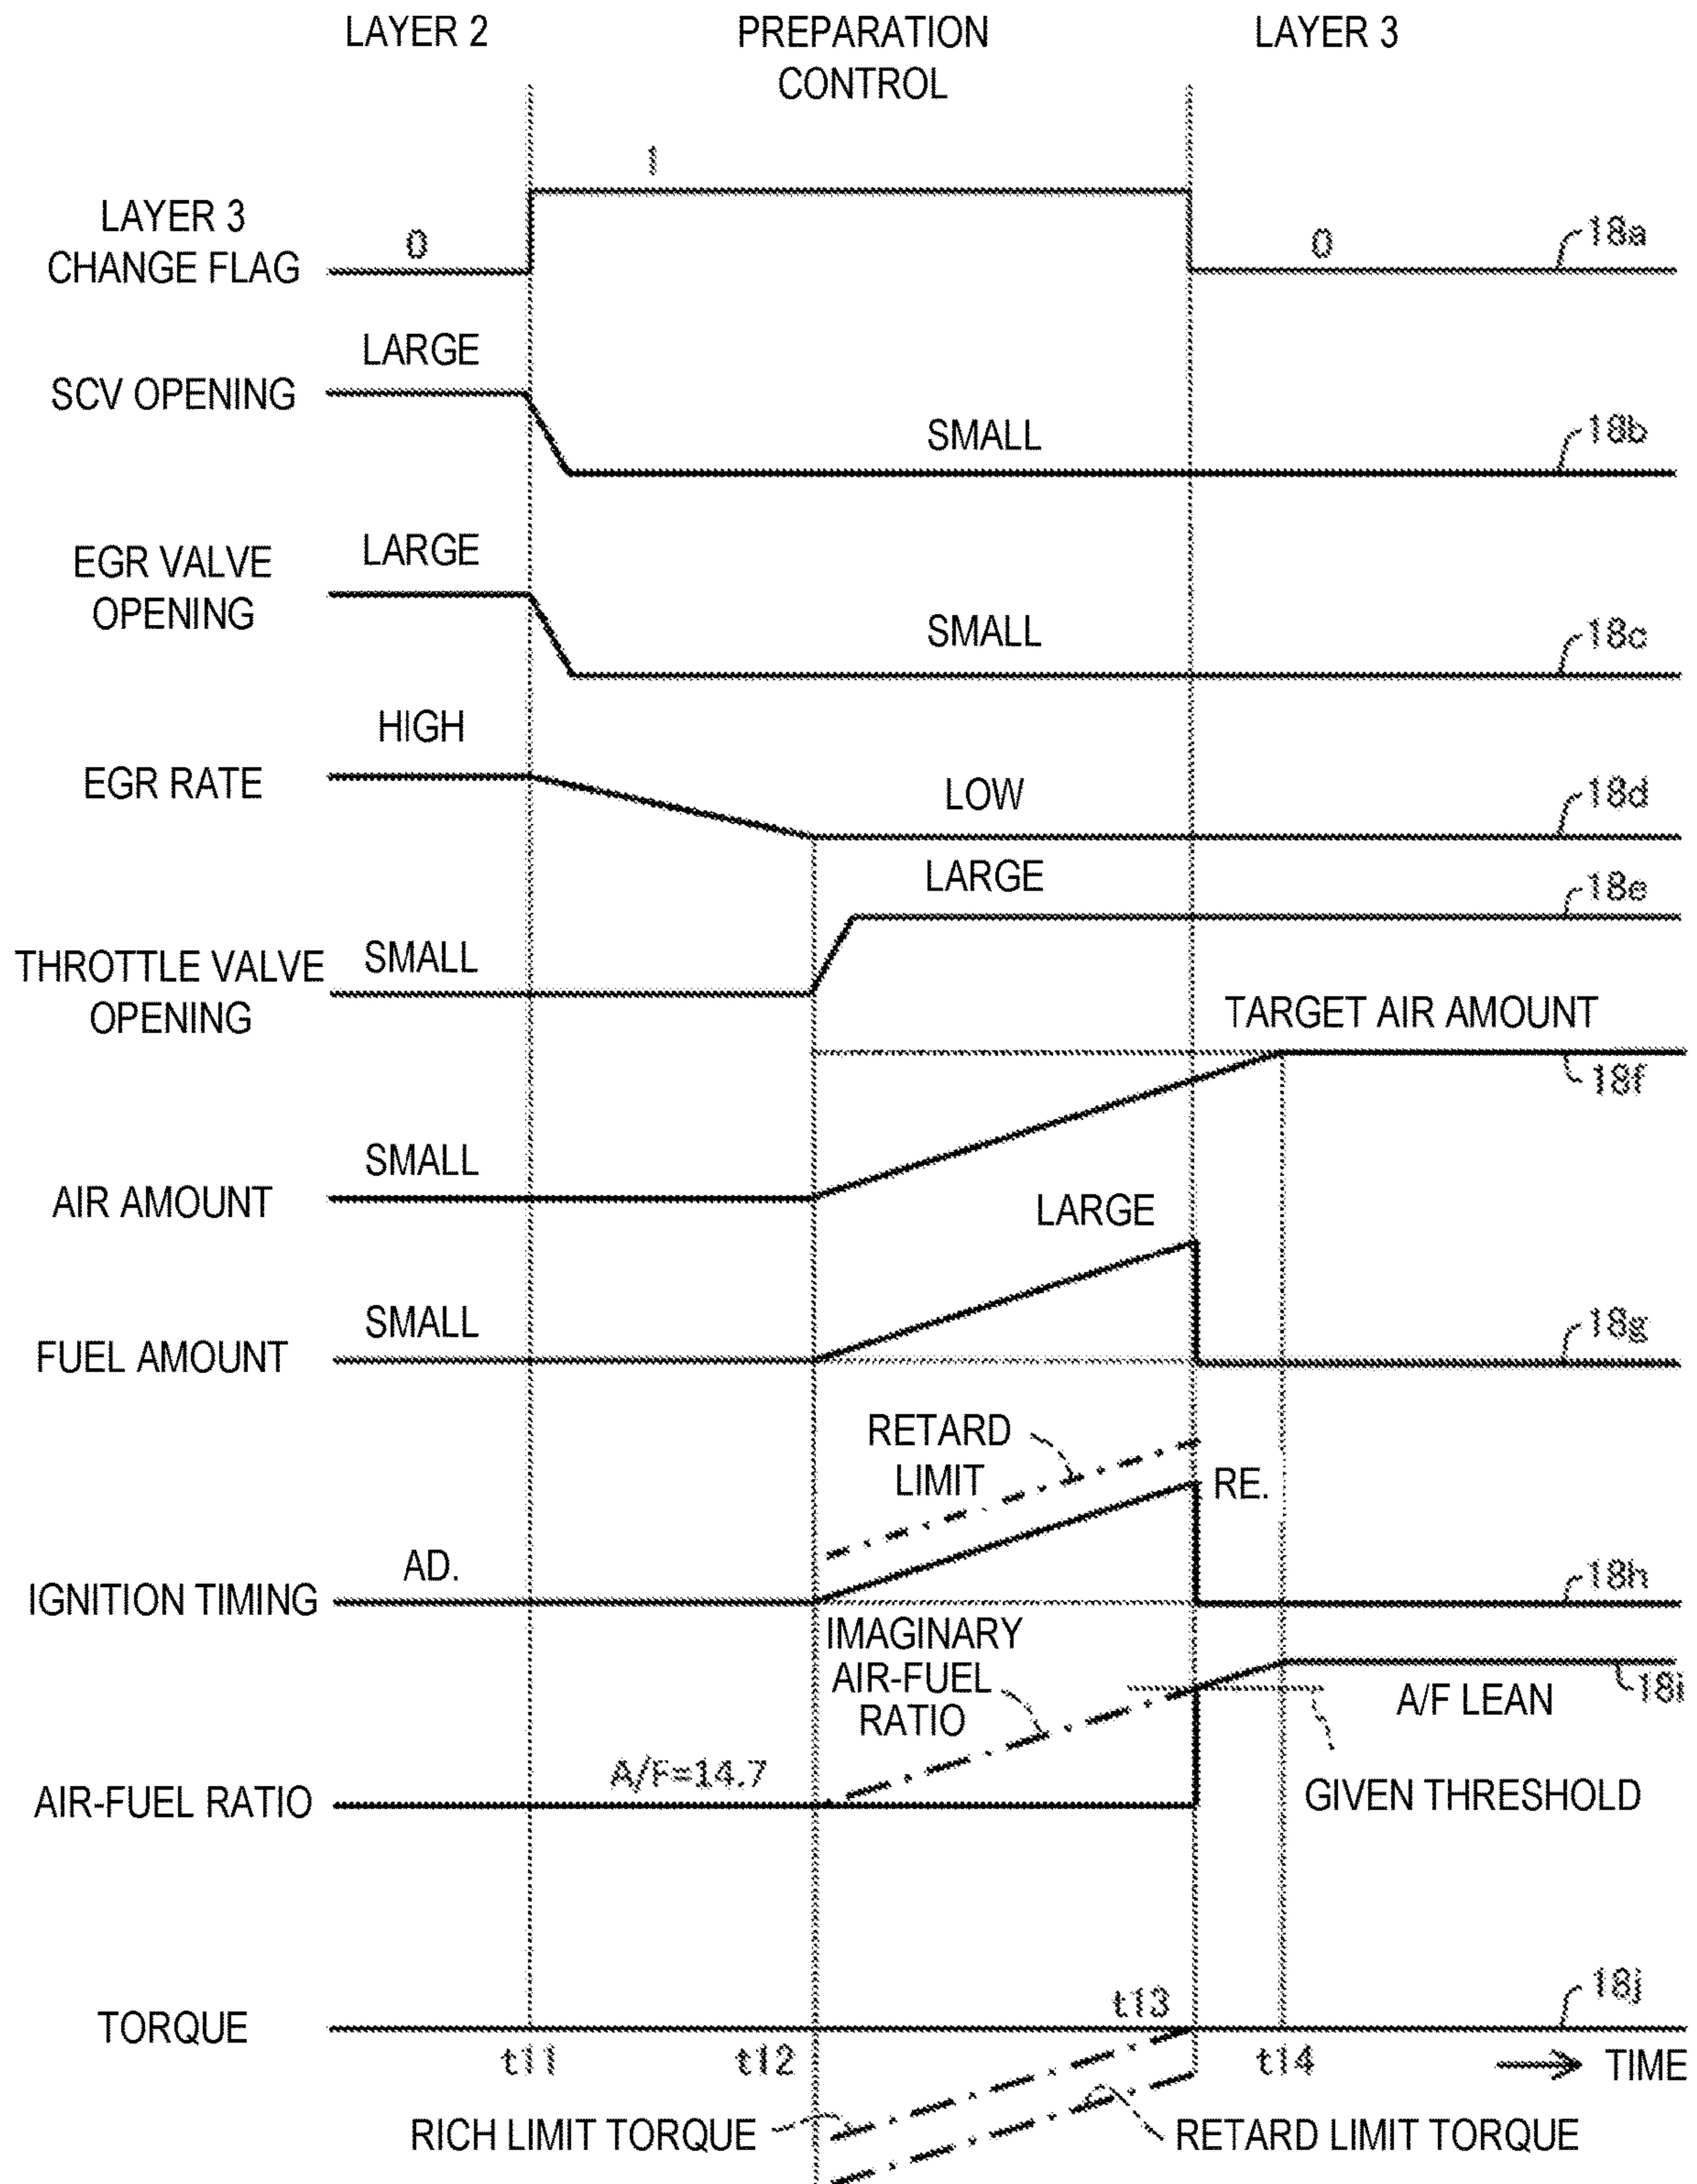 LAYER 2
PREPARATION
CONTROL
LAYER 3
1
LAYER 3
CHANGE FLAG
0
0
18a
LARGE
SCV OPENING
SMALL
18b
LARGE
EGR VALVE
OPENING
SMALL
18c
HIGH
EGR RATE
LOW
18d
LARGE
18e
THROTTLE VALVE
OPENING
SMALL
TARGET AIR AMOUNT
18f
SMALL
AIR AMOUNT
LARGE
SMALL
FUEL AMOUNT
18g
RETARD
LIMIT
RE.
AD.
IGNITION TIMING
18h
IMAGINARY
AIR-FUEL
RATIO
A/F LEAN
18i
A/F=14.7
AIR-FUEL RATIO
GIVEN THRESHOLD
t13
18j
TORQUE
t11
t12
t14
TIME
RICH LIMIT TORQUE
RETARD LIMIT TORQUE